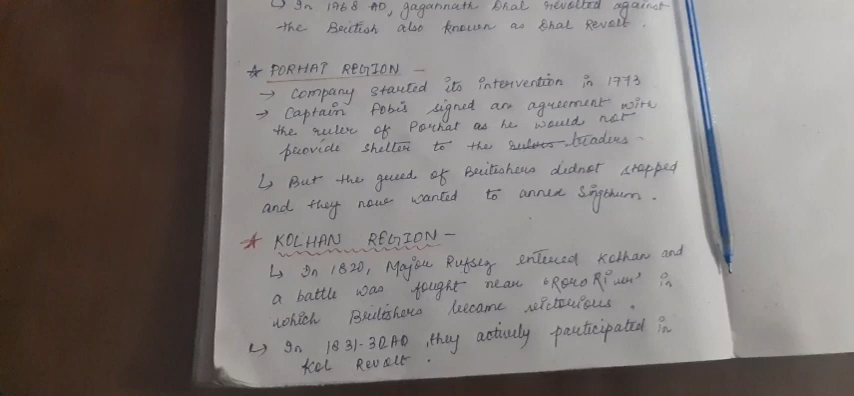 ↳ In 1968 AD, Jagannath Dhal revolted against
the British also known as Dhal Revolt.
☆ PORHAT REGION –
→ Company started its intervention in 1773
→ Captain Fobis signed an agreement with
the ruler of Porhat as he would not
provide shelter to the traders –
↳ But the greed of Britishers didnot stopped
and they now wanted to annex Singbhum.
☆ KOLHAN REGION –
↳ In 1820, Major Rufsez entered Kolhan and
a battle was fought near "Roro River" in
which Britishers became victorious.
↳ In 1831-32AD, they actively participated in
Kol Revolt.